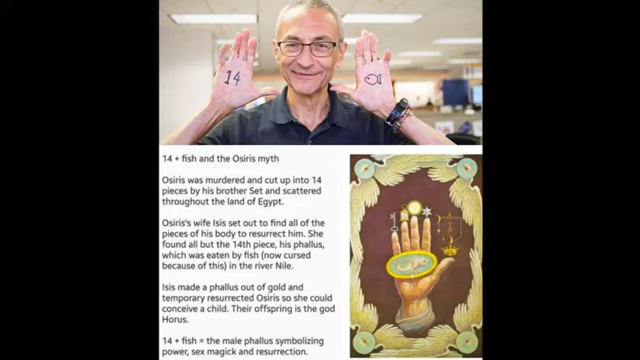 14
14 + fish and the Osiris myth
Osiris was murdered and cut up into 14
pieces by his brother Set and scattered
throughout the land of Egypt.
Osiris's wife Isis set out to find all of the
pieces of his body to resurrect him. She
found all but the 14th piece, his phallus,
which was eaten by fish (now cursed
because of this) in the river Nile.
Isis made a phallus out of gold and
temporary resurrected Osiris so she could
conceive a child. Their offspring is the god
Horus.
14 + fish = the male phallus symbolizing
power, sex magick and resurrection.